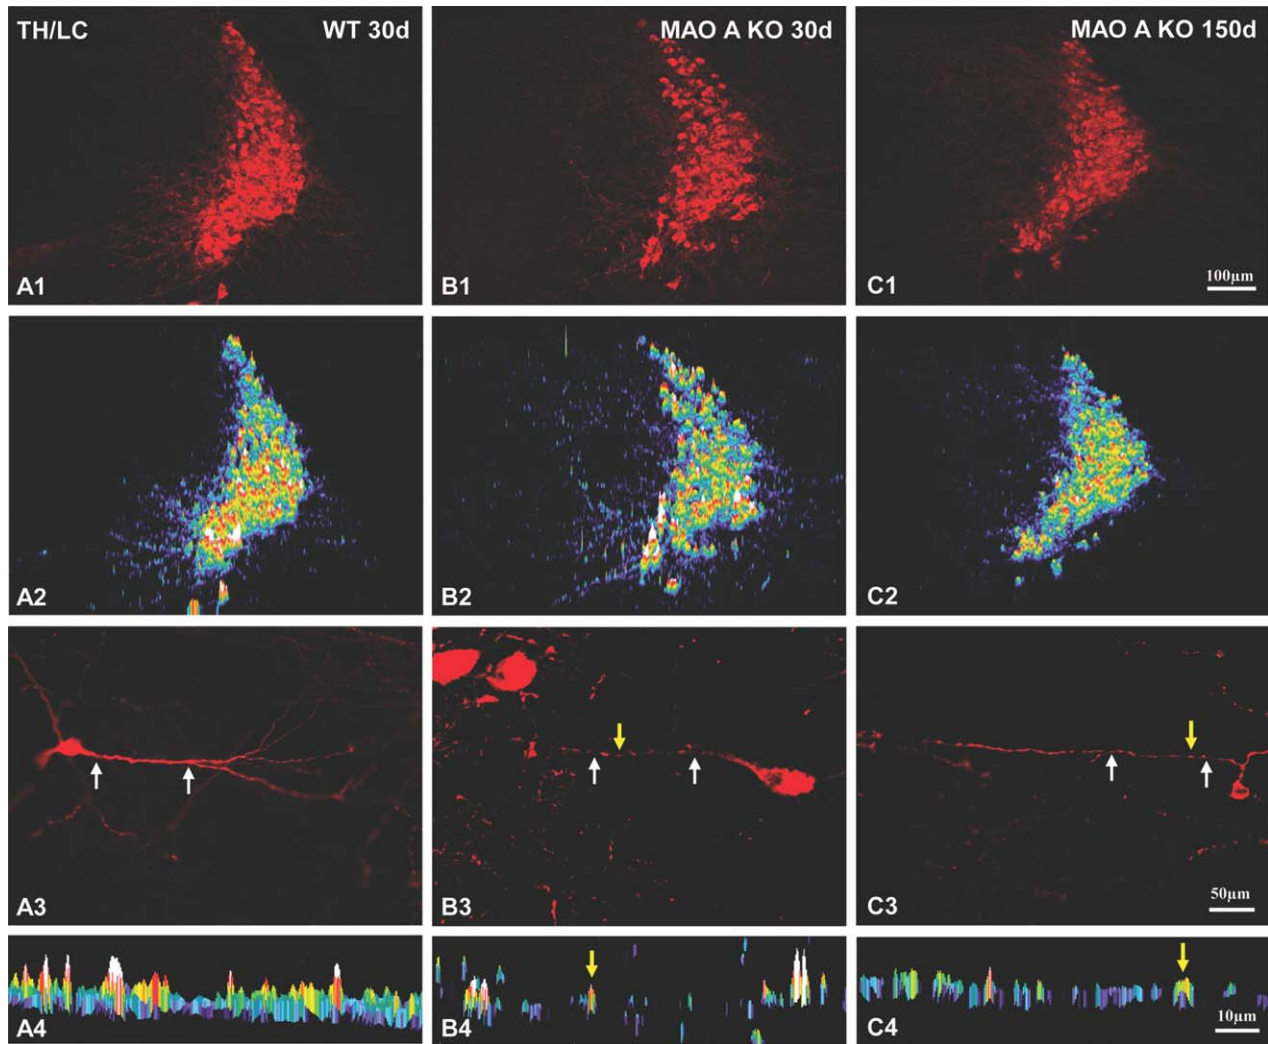 TH/LC WT 30d MAO A KO 30d MAO A KO 150d
A1 B1 C1 100µm
A2 B2 C2
A3 B3 C3 50µm
A4 B4 C4 10µm